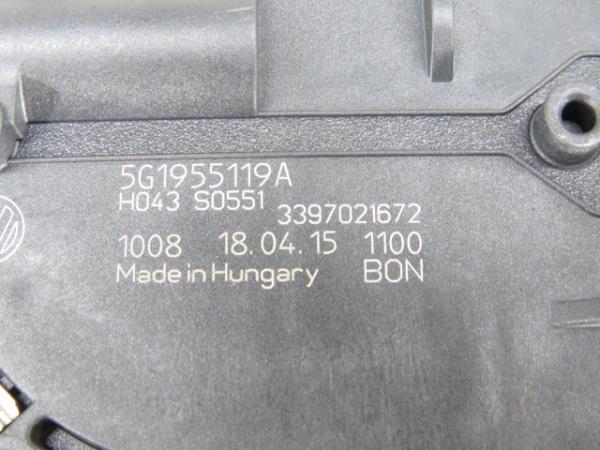 5G1955119A
H043 S0551 3397021672
1008 18.04.15 1100
Made in Hungary BON